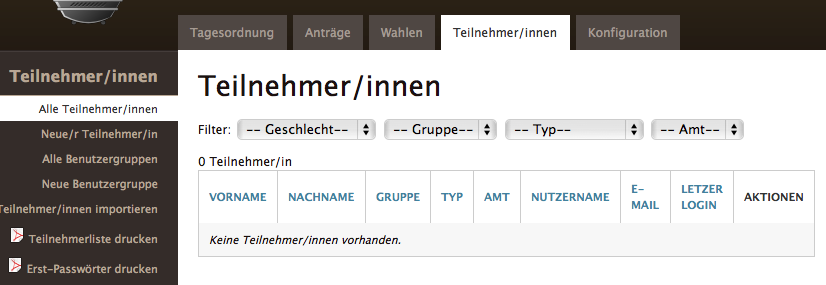 Tagesordnung Anträge Wahlen Teilnehmer/innen Konfiguration
Teilnehmer/innen
Alle Teilnehmer/innen
Neue/r Teilnehmer/in
Alle Benutzergruppen
Neue Benutzergruppe
Teilnehmer/innen importieren
Teilnehmerliste drucken
Erst-Passwörter drucken
Teilnehmer/innen
Filter: -- Geschlecht-- -- Gruppe-- -- Typ-- -- Amt--
0 Teilnehmer/in
VORNAME NACHNAME GRUPPE TYP AMT NUTZERNAME E-MAIL LETZER LOGIN AKTIONEN
Keine Teilnehmer/innen vorhanden.